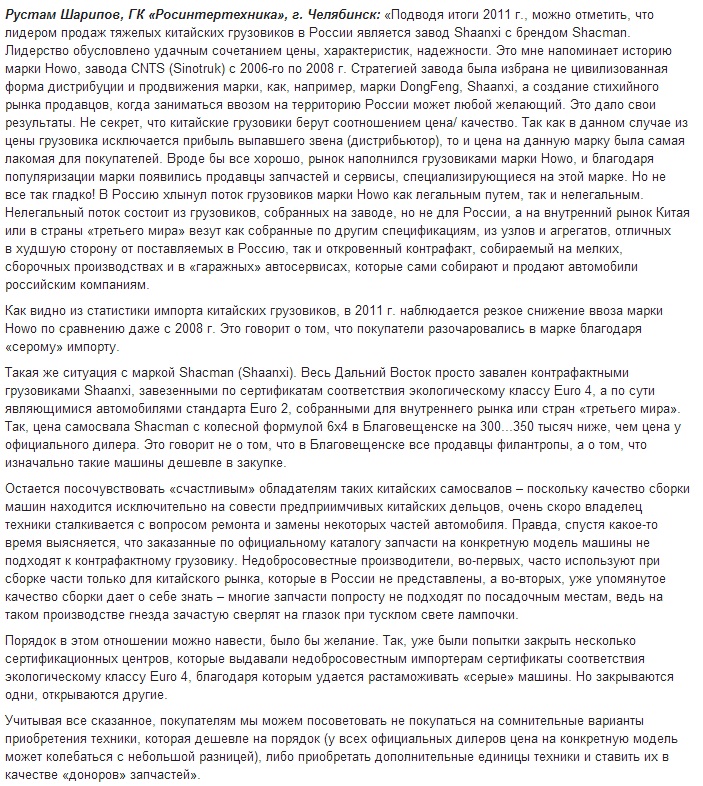 Рустам Шарипов, ГК «Росинтертехника», г. Челябинск: «Подводя итоги 2011 г., можно отметить, что
лидером продаж тяжелых китайских грузовиков в России является завод Shaanxi с брендом Shacman.
Лидерство обусловлено удачным сочетанием цены, характеристик, надежности. Это мне напоминает историю
марки Howo, завода CNTS (Sinotruk) с 2006-го по 2008 г. Стратегией завода была избрана не цивилизованная
форма дистрибуции и продвижения марки, как, например, марки DongFeng, Shaanxi, а создание стихийного
рынка продавцов, когда заниматься ввозом на территорию России может любой желающий. Это дало свои
результаты. Не секрет, что китайские грузовики берут соотношением цена/ качество. Так как в данном случае из
цены грузовика исключается прибыль выпавшего звена (дистрибьютор), то и цена на данную марку была самая
лакомая для покупателей. Вроде бы все хорошо, рынок наполнился грузовиками марки Howo, и благодаря
популяризации марки появились продавцы запчастей и сервисы, специализирующиеся на этой марке. Но не
все так гладко! В Россию хлынул поток грузовиков марки Howo как легальным путем, так и нелегальным.
Нелегальный поток состоит из грузовиков, собранных на заводе, но не для России, а на внутренний рынок Китая
или в страны «третьего мира» везут как собранные по другим спецификациям, из узлов и агрегатов, отличных
в худшую сторону от поставляемых в Россию, так и откровенный контрафакт, собираемый на мелких,
сборочных производствах и в «гаражных» автосервисах, которые сами собирают и продают автомобили
российским компаниям.
Как видно из статистики импорта китайских грузовиков, в 2011 г. наблюдается резкое снижение ввоза марки
Howo по сравнению даже с 2008 г. Это говорит о том, что покупатели разочаровались в марке благодаря
«серому» импорту.
Такая же ситуация с маркой Shacman (Shaanxi). Весь Дальний Восток просто завален контрафактными
грузовиками Shaanxi, завезенными по сертификатам соответствия экологическому классу Euro 4, а по сути
являющимися автомобилями стандарта Euro 2, собранными для внутреннего рынка или стран «третьего мира».
Так, цена самосвала Shacman с колесной формулой 6x4 в Благовещенске на 300…350 тысяч ниже, чем цена у
официального дилера. Это говорит не о том, что в Благовещенске все продавцы филантропы, а о том, что
изначально такие машины дешевле в закупке.
Остается посочувствовать «счастливым» обладателям таких китайских самосвалов – поскольку качество сборки
машин находится исключительно на совести предприимчивых китайских дельцов, очень скоро владелец
техники сталкивается с вопросом ремонта и замены некоторых частей автомобиля. Правда, спустя какое-то
время выясняется, что заказанные по официальному каталогу запчасти на конкретную модель машины не
подходят к контрафактному грузовику. Недобросовестные производители, во-первых, часто используют при
сборке части только для китайского рынка, которые в России не представлены, а во-вторых, уже упомянутое
качество сборки дает о себе знать – многие запчасти попросту не подходят по посадочным местам, ведь на
таком производстве гнезда зачастую сверлят на глазок при тусклом свете лампочки.
Порядок в этом отношении можно навести, было бы желание. Так, уже были попытки закрыть несколько
сертификационных центров, которые выдавали недобросовестным импортерам сертификаты соответствия
экологическому классу Euro 4, благодаря которым удается растаможивать «серые» машины. Но закрываются
одни, открываются другие.
Учитывая все сказанное, покупателям мы можем посоветовать не покупаться на сомнительные варианты
приобретения техники, которая дешевле на порядок (у всех официальных дилеров цена на конкретную модель
может колебаться с небольшой разницей), либо приобретать дополнительные единицы техники и ставить их в
качестве «доноров» запчастей».